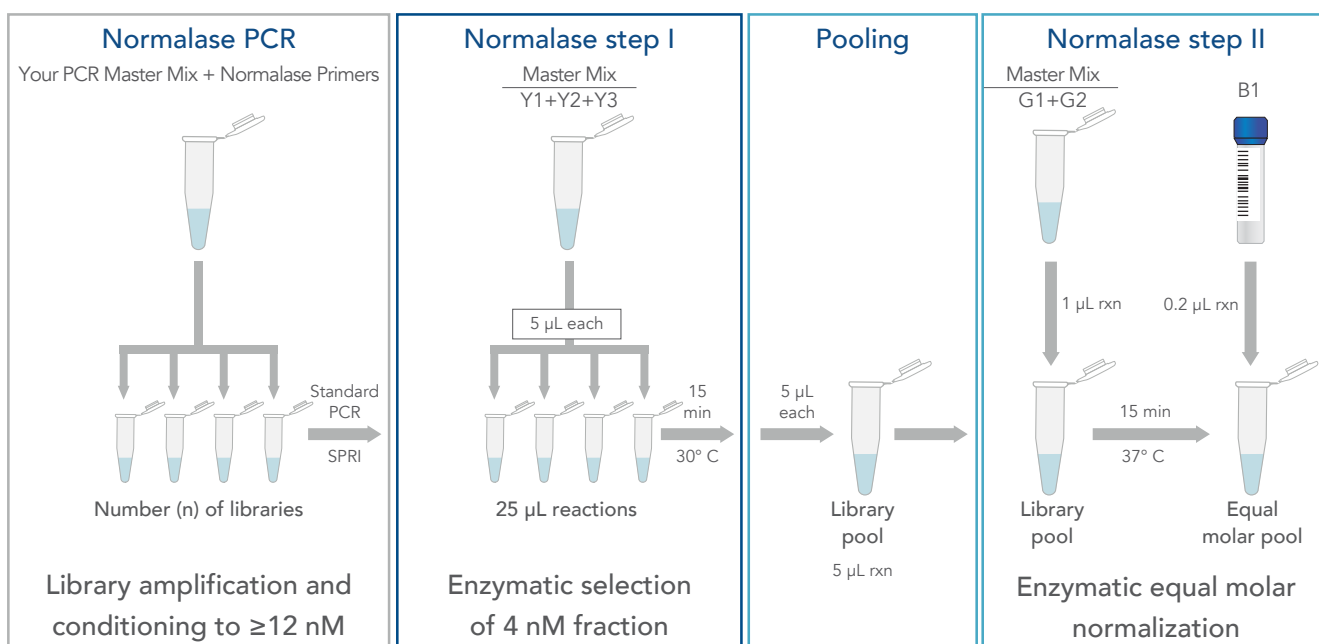 Normalase PCR
Your PCR Master Mix + Normalase Primers
Standard
PCR
SPRI
Number (n) of libraries
Library amplification and
conditioning to ≥12 nM
Normalase step I
Master Mix
Y1+Y2+Y3
5 µL each
15
min
30° C
25 µL reactions
Enzymatic selection
of 4 nM fraction
Pooling
5 µL
each
Library
pool
5 µL rxn
Normalase step II
Master Mix
G1+G2
B1
1 µL rxn
0.2 µL rxn
15 min
37° C
Library
pool
Equal
molar pool
Enzymatic equal molar
normalization